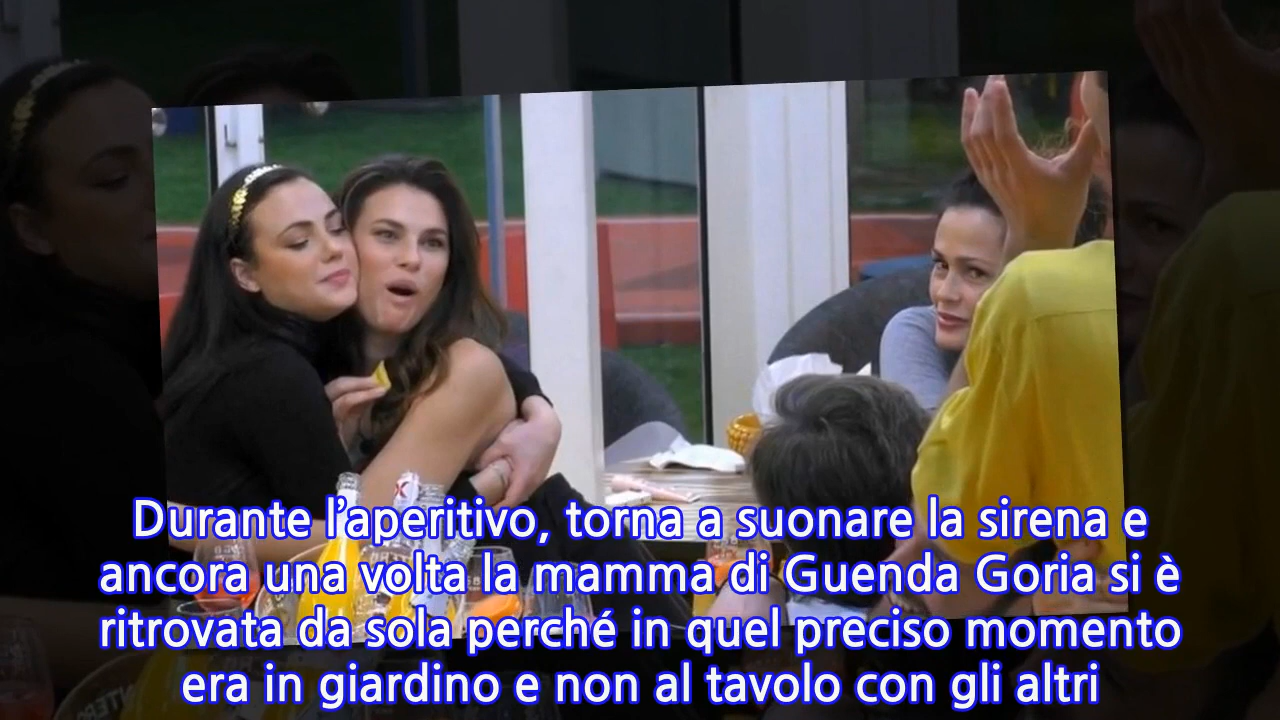 Durante l'aperitivo, torna a suonare la sirena e
ancora una volta la mamma di Guenda Goria si è
ritrovata da sola perché in quel preciso momento
era in giardino e non al tavolo con gli altri